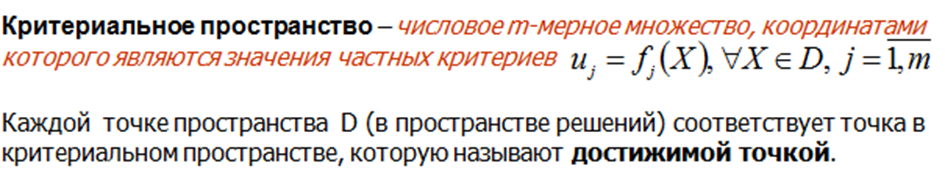 Критериальное пространство – числовое m-мерное множество, координатами
которого являются значения частных критериев u_j = f_j(X), ∀X ∈ D, j = \overline{1,m}
Каждой точке пространства D (в пространстве решений) соответствует точка в
критериальном пространстве, которую называют достижимой точкой.